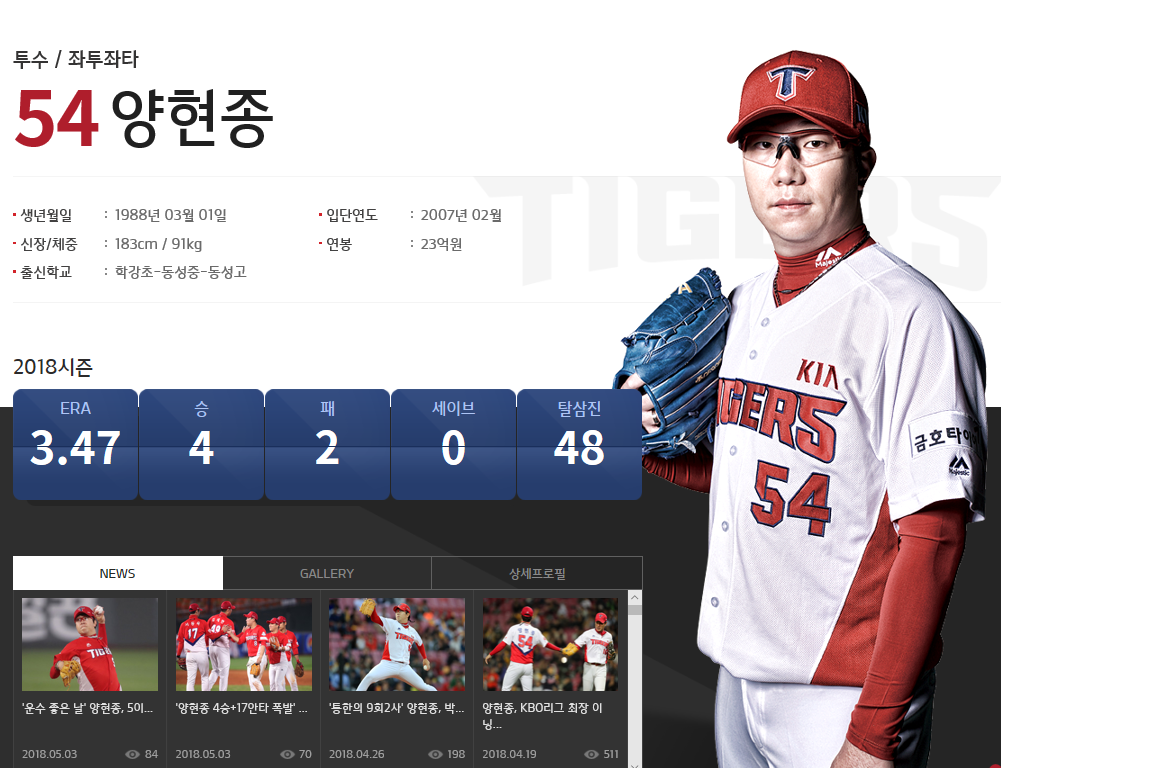 투수 / 좌투좌타
54 양현종
TIGERS
생년월일 : 1988년 03월 01일
입단연도 : 2007년 02월
신장/체중 : 183cm / 91kg
연봉 : 23억원
출신학교 : 학강초-동성중-동성고
T
Majestic
KIA
TIGERS
54
금호타이
Majestic
2018시즌
ERA 승 패 세이브 탈삼진
3.47 4 2 0 48
NEWS GALLERY 상세프로필
'운수 좋은 날' 양현종, 5이...
'양현종 4승+17안타 폭발' ...
'통한의 9회2사' 양현종, 박...
양현종, KBO리그 최장 이
닝...
2018.05.03 84
2018.05.03 70
2018.04.26 198
2018.04.19 511